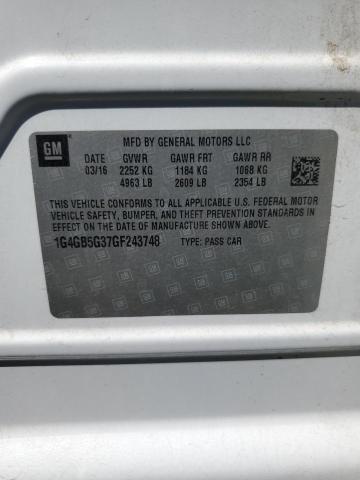 GM
MFD BY GENERAL MOTORS LLC
DATE GVWR GAWR FRT GAWR RR
03/16 2252 KG 1184 KG 1068 KG
4963 LB 2609 LB 2354 LB
THIS VEHICLE CONFORMS TO ALL APPLICABLE U.S. FEDERAL MOTOR
VEHICLE SAFETY, BUMPER, AND THEFT PREVENTION STANDARDS
IN EFFECT ON THE DATE OF MANUFACTURE SHOWN ABOVE.
1G4GB5G37GF243748 TYPE: PASS CAR